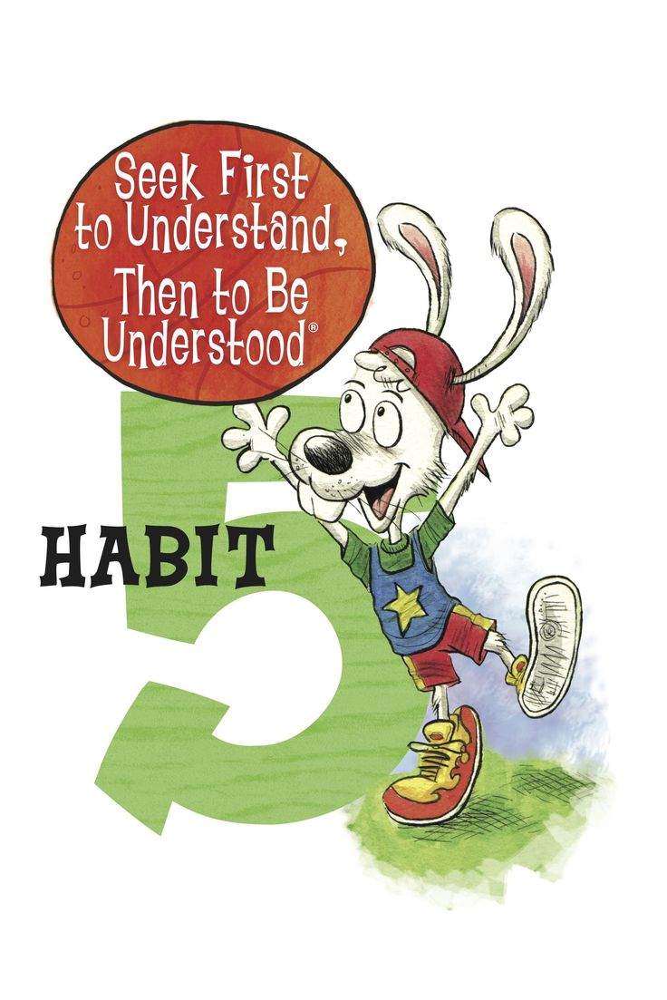 Seek First
to Understand,
Then to Be
Understood®
HABIT
5